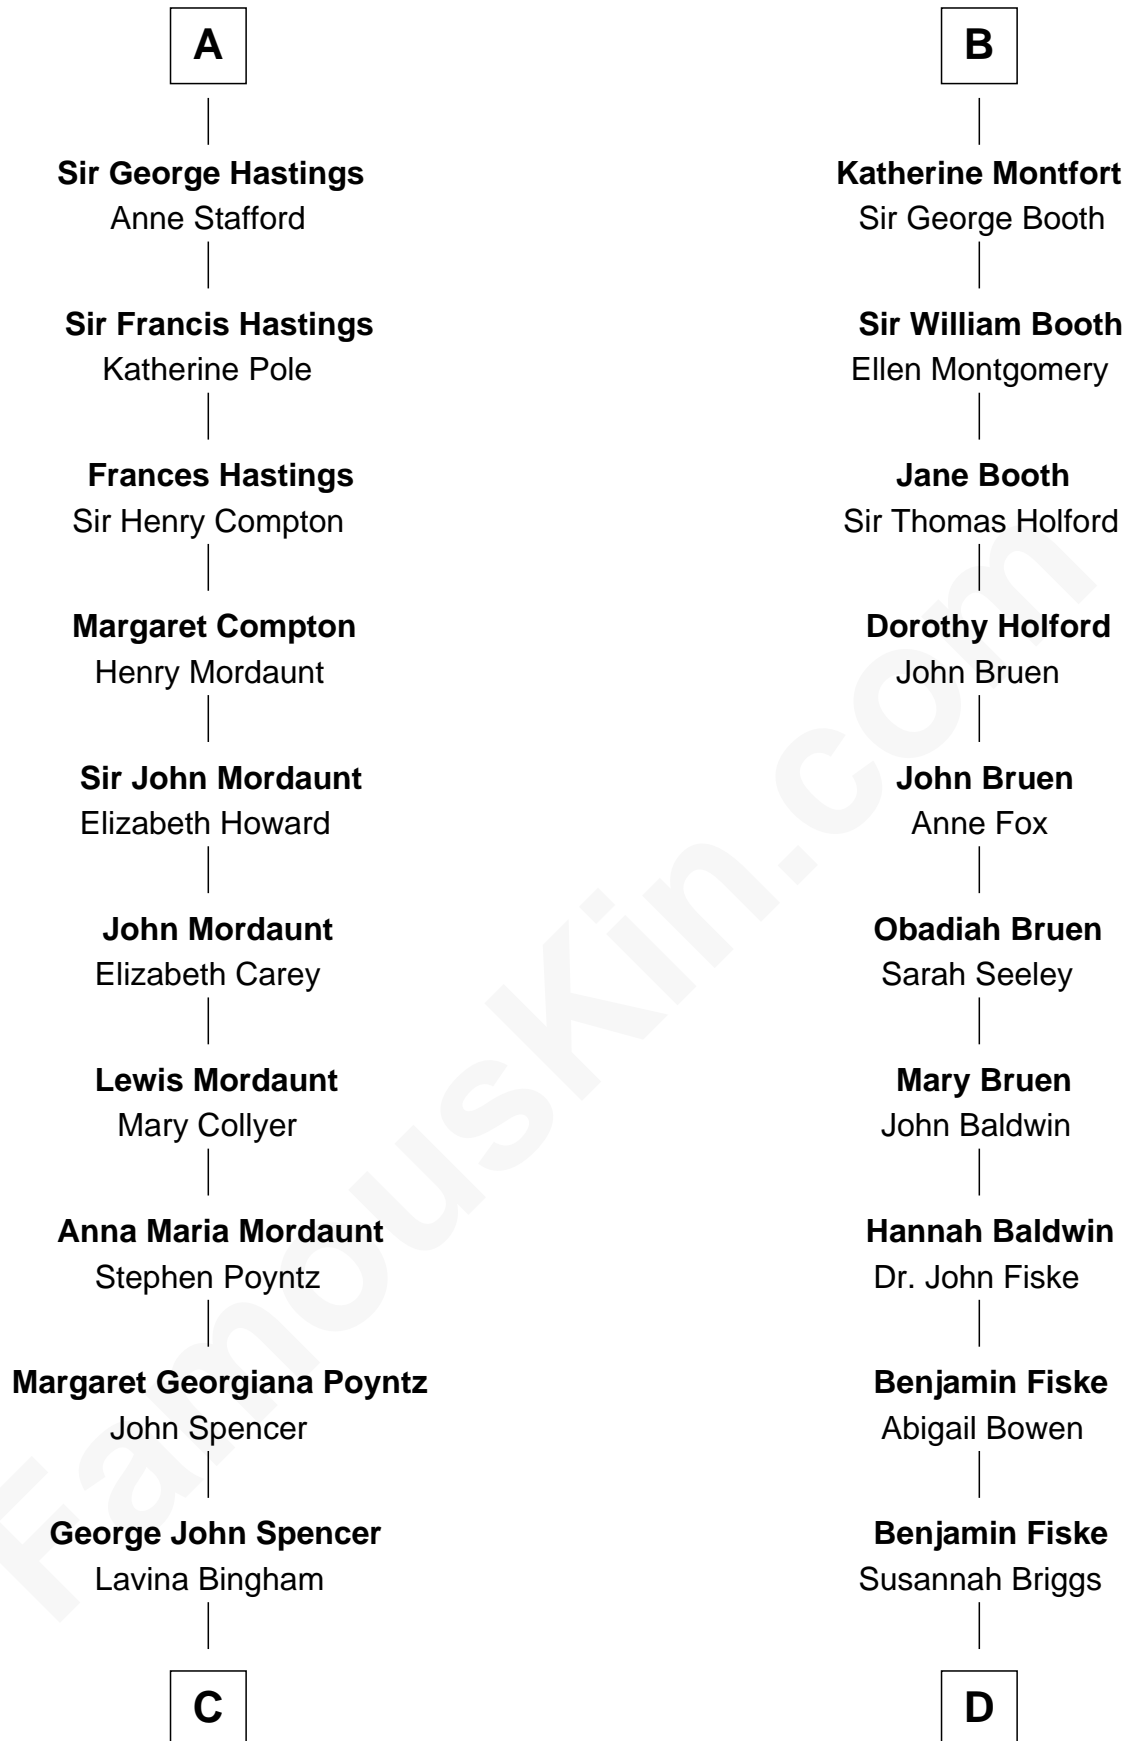 A
Sir George Hastings
Anne Stafford
Sir Francis Hastings
Katherine Pole
Frances Hastings
Sir Henry Compton
Margaret Compton
Henry Mordaunt
Sir John Mordaunt
Elizabeth Howard
John Mordaunt
Elizabeth Carey
Lewis Mordaunt
Mary Collyer
Anna Maria Mordaunt
Stephen Poyntz
Margaret Georgiana Poyntz
John Spencer
George John Spencer
Lavina Bingham
C
B
Katherine Montfort
Sir George Booth
Sir William Booth
Ellen Montgomery
Jane Booth
Sir Thomas Holford
Dorothy Holford
John Bruen
John Bruen
Anne Fox
Obadiah Bruen
Sarah Seeley
Mary Bruen
John Baldwin
Hannah Baldwin
Dr. John Fiske
Benjamin Fiske
Abigail Bowen
Benjamin Fiske
Susannah Briggs
D
FamousKin.com